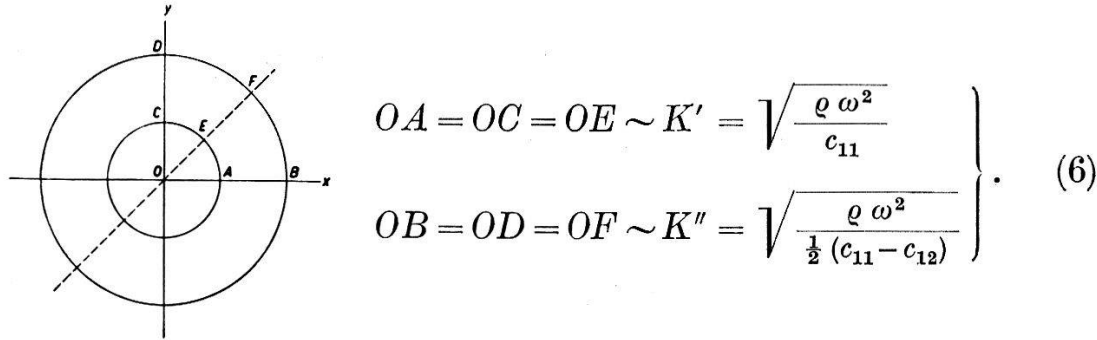 y
D
F
C
E
O
A
B
x
OA = OC = OE ∼ K′ = √(ϱ ω² / c₁₁)
OB = OD = OF ∼ K″ = √(ϱ ω² / ½ (c₁₁ − c₁₂))
} . (6)